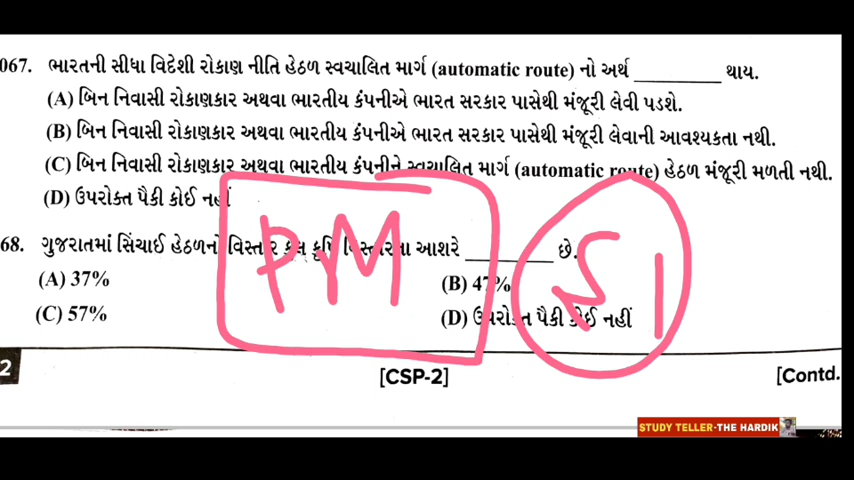 067. ભારતની સીધા વિદેશી રોકાણ નીતિ હેઠળ સ્વચાલિત માર્ગ (automatic route) નો અર્થ ________ થાય.
(A) બિન નિવાસી રોકાણકાર અથવા ભારતીય કંપનીએ ભારત સરકાર પાસેથી મંજૂરી લેવી પડશે.
(B) બિન નિવાસી રોકાણકાર અથવા ભારતીય કંપનીએ ભારત સરકાર પાસેથી મંજૂરી લેવાની આવશ્યકતા નથી.
(C) બિન નિવાસી રોકાણકાર અથવા ભારતીય કંપનીને સ્વચાલિત માર્ગ (automatic route) હેઠળ મંજૂરી મળતી નથી.
(D) ઉપરોક્ત પૈકી કોઈ નહીં
PM
68. ગુજરાતમાં સિંચાઈ હેઠળનો વિસ્તાર કુલ કૃષિ વિસ્તારના આશરે ________ છે.
(A) 37% (B) 47%
(C) 57% (D) ઉપરોક્ત પૈકી કોઈ નહીં
2 [CSP-2] [Contd.
STUDY TELLER-THE HARDIK